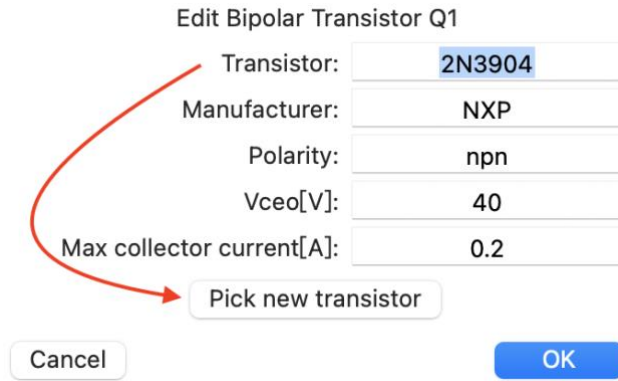 Edit Bipolar Transistor Q1
Transistor: 2N3904
Manufacturer: NXP
Polarity: npn
Vceo[V]: 40
Max collector current[A]: 0.2
Pick new transistor
Cancel OK